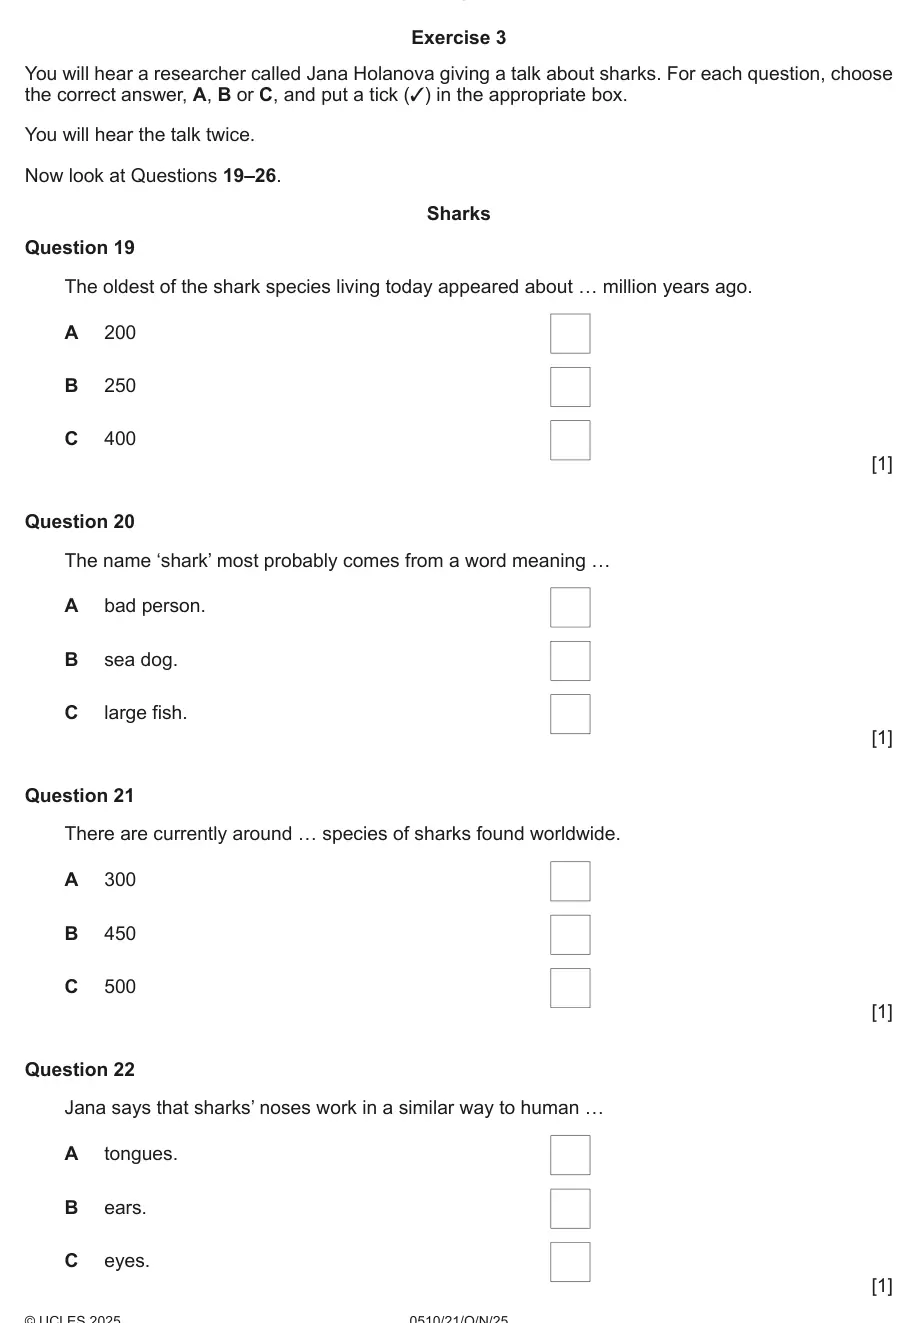 Exercise 3
You will hear a researcher called Jana Holanova giving a talk about sharks. For each question, choose
the correct answer, A, B or C, and put a tick (✓) in the appropriate box.
You will hear the talk twice.
Now look at Questions 19–26.
Sharks
Question 19
The oldest of the shark species living today appeared about … million years ago.
A 200
B 250
C 400
[1]
Question 20
The name ‘shark’ most probably comes from a word meaning …
A bad person.
B sea dog.
C large fish.
[1]
Question 21
There are currently around … species of sharks found worldwide.
A 300
B 450
C 500
[1]
Question 22
Jana says that sharks’ noses work in a similar way to human …
A tongues.
B ears.
C eyes.
[1]
© UCLES 2025 0510/21/O/N/25